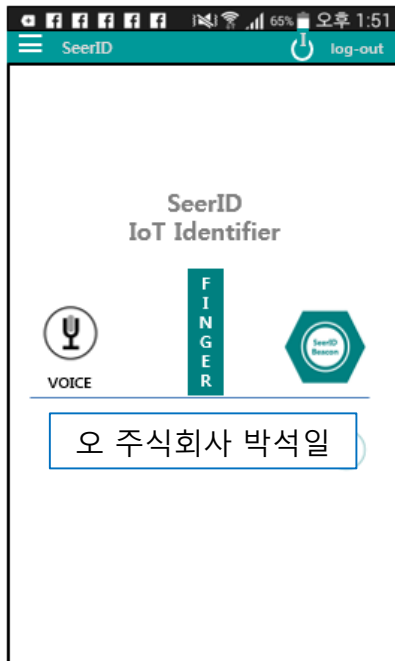 65% 오후 1:51
SeerID log-out
SeerID
IoT Identifier
FINGER
SeerID
Beacon
VOICE
오 주식회사 박석일